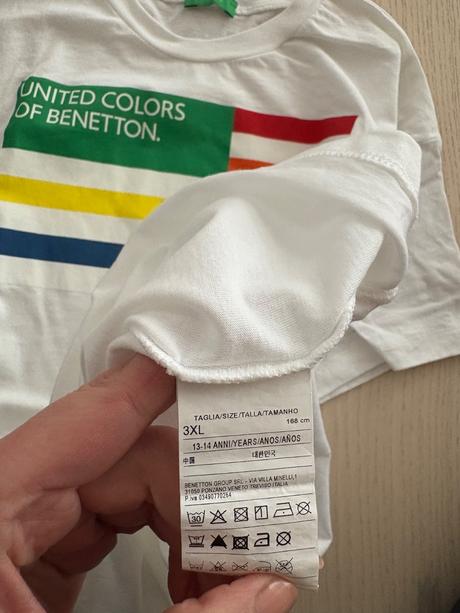 UNITED COLORS
OF BENETTON.
TAGLIA/SIZE/TALLA/TAMANHO
3XL 168 cm
13-14 ANNI/YEARS/ANOS/AÑOS
中国 대한민국
BENETTON GROUP SRL - VIA VILLA MINELLI,1
31050 PONZANO VENETO TREVISO ITALIA
P.iva 03490770264
30